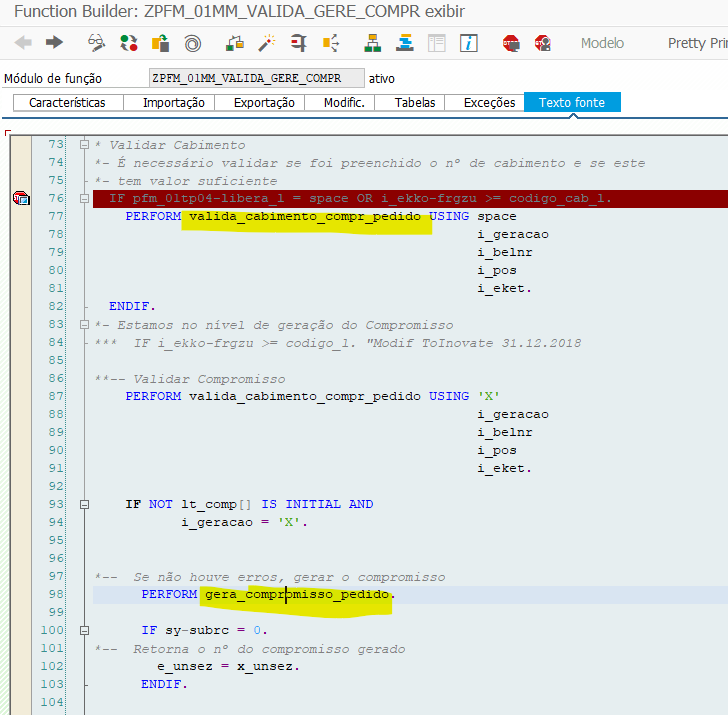 Function Builder: ZPFM_01MM_VALIDA_GERE_COMPR exibir
Modelo Pretty Prin
Módulo de função ZPFM_01MM_VALIDA_GERE_COMPR ativo
Características Importação Exportação Modific. Tabelas Exceções Texto fonte
73 * Validar Cabimento
74 *- É necessário validar se foi preenchido o nº de cabimento e se este
75 *- tem valor suficiente
76 IF pfm_01tp04-libera_l = space OR i_ekko-frgzu >= codigo_cab_l.
77 PERFORM valida_cabimento_compr_pedido USING space
78 i_geracao
79 i_belnr
80 i_pos
81 i_eket.
82 ENDIF.
83 *- Estamos no nível de geração do Compromisso
84 *** IF i_ekko-frgzu >= codigo_l. "Modif ToInovate 31.12.2018
85
86 **-- Validar Compromisso
87 PERFORM valida_cabimento_compr_pedido USING 'X'
88 i_geracao
89 i_belnr
90 i_pos
91 i_eket.
92
93 IF NOT lt_comp[] IS INITIAL AND
94 i_geracao = 'X'.
95
96
97 *-- Se não houve erros, gerar o compromisso
98 PERFORM gera_compromisso_pedido.
99
100 IF sy-subrc = 0.
101 *-- Retorna o nº do compromisso gerado
102 e_unsez = x_unsez.
103 ENDIF.
104